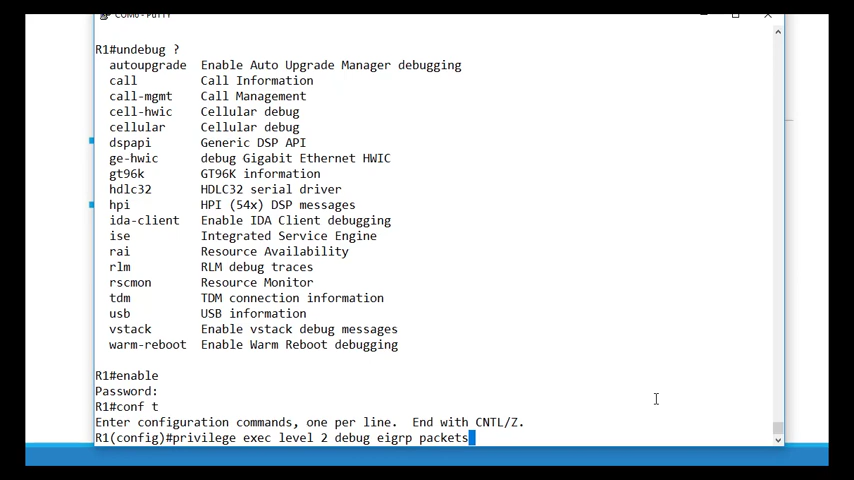 COM6 - PuTTY
R1#undebug ?
autoupgrade  Enable Auto Upgrade Manager debugging
call         Call Information
call-mgmt    Call Management
cell-hwic    Cellular debug
cellular     Cellular debug
dspapi       Generic DSP API
ge-hwic      debug Gigabit Ethernet HWIC
gt96k        GT96K information
hdlc32       HDLC32 serial driver
hpi          HPI (54x) DSP messages
ida-client   Enable IDA Client debugging
ise          Integrated Service Engine
rai          Resource Availability
rlm          RLM debug traces
rscmon       Resource Monitor
tdm          TDM connection information
usb          USB information
vstack       Enable vstack debug messages
warm-reboot  Enable Warm Reboot debugging
R1#enable
Password:
R1#conf t
Enter configuration commands, one per line.  End with CNTL/Z.
R1(config)#privilege exec level 2 debug eigrp packets